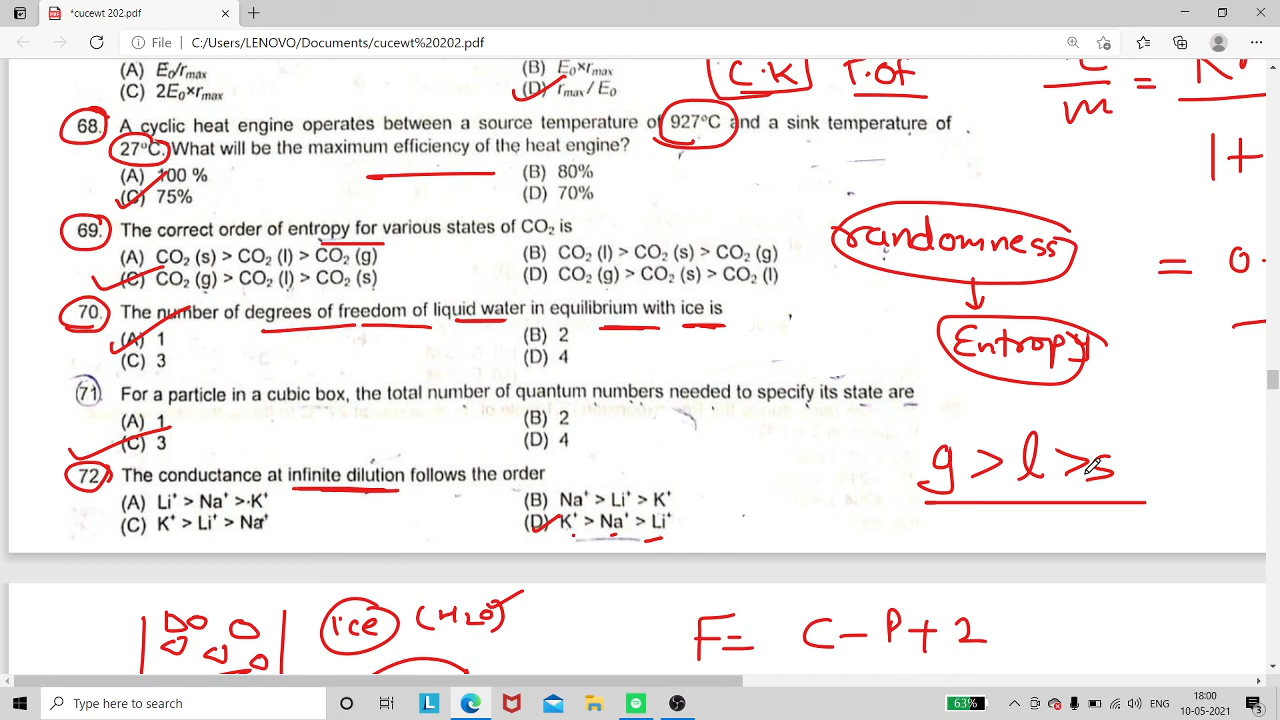 *cucewt 202.pdf
File | C:/Users/LENOVO/Documents/cucewt%20202.pdf
(A) E₀/rmax
(B) E₀×rmax
(C) 2E₀×rmax
(D) rmax/E₀
C.K
T.Of
m
=
1+
68. A cyclic heat engine operates between a source temperature of 927°C and a sink temperature of
27°C. What will be the maximum efficiency of the heat engine?
(A) 100 %
(B) 80%
(C) 75%
(D) 70%
69. The correct order of entropy for various states of CO₂ is
(A) CO₂ (s) > CO₂ (l) > CO₂ (g)
(B) CO₂ (l) > CO₂ (s) > CO₂ (g)
(C) CO₂ (g) > CO₂ (l) > CO₂ (s)
(D) CO₂ (g) > CO₂ (s) > CO₂ (l)
randomness
Entropy
= 0.
70. The number of degrees of freedom of liquid water in equilibrium with ice is
(A) 1
(B) 2
(C) 3
(D) 4
71. For a particle in a cubic box, the total number of quantum numbers needed to specify its state are
(A) 1
(B) 2
(C) 3
(D) 4
g > l > s
72. The conductance at infinite dilution follows the order
(A) Li⁺ > Na⁺ > K⁺
(B) Na⁺ > Li⁺ > K⁺
(C) K⁺ > Li⁺ > Na⁺
(D) K⁺ > Na⁺ > Li⁺
ice (H₂O)
F = C - P + 2
Type here to search
63%
18:00
10-05-2021
3